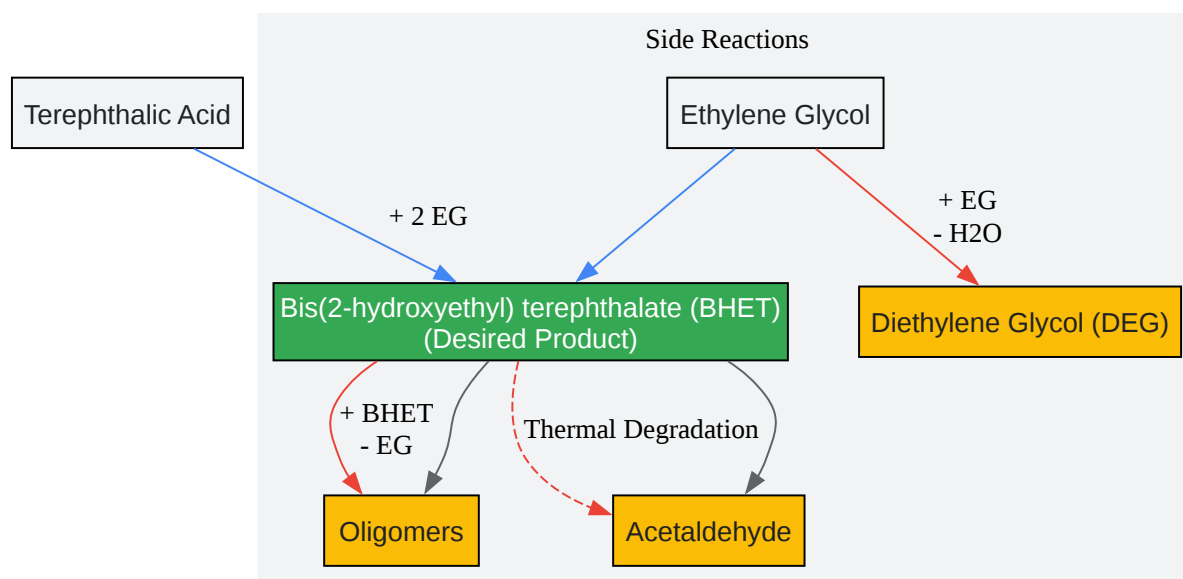 Side Reactions
Terephthalic Acid
Ethylene Glycol
+ 2 EG
+ EG
- H2O
Bis(2-hydroxyethyl) terephthalate (BHET)
(Desired Product)
Diethylene Glycol (DEG)
+ BHET
- EG
Thermal Degradation
Oligomers
Acetaldehyde